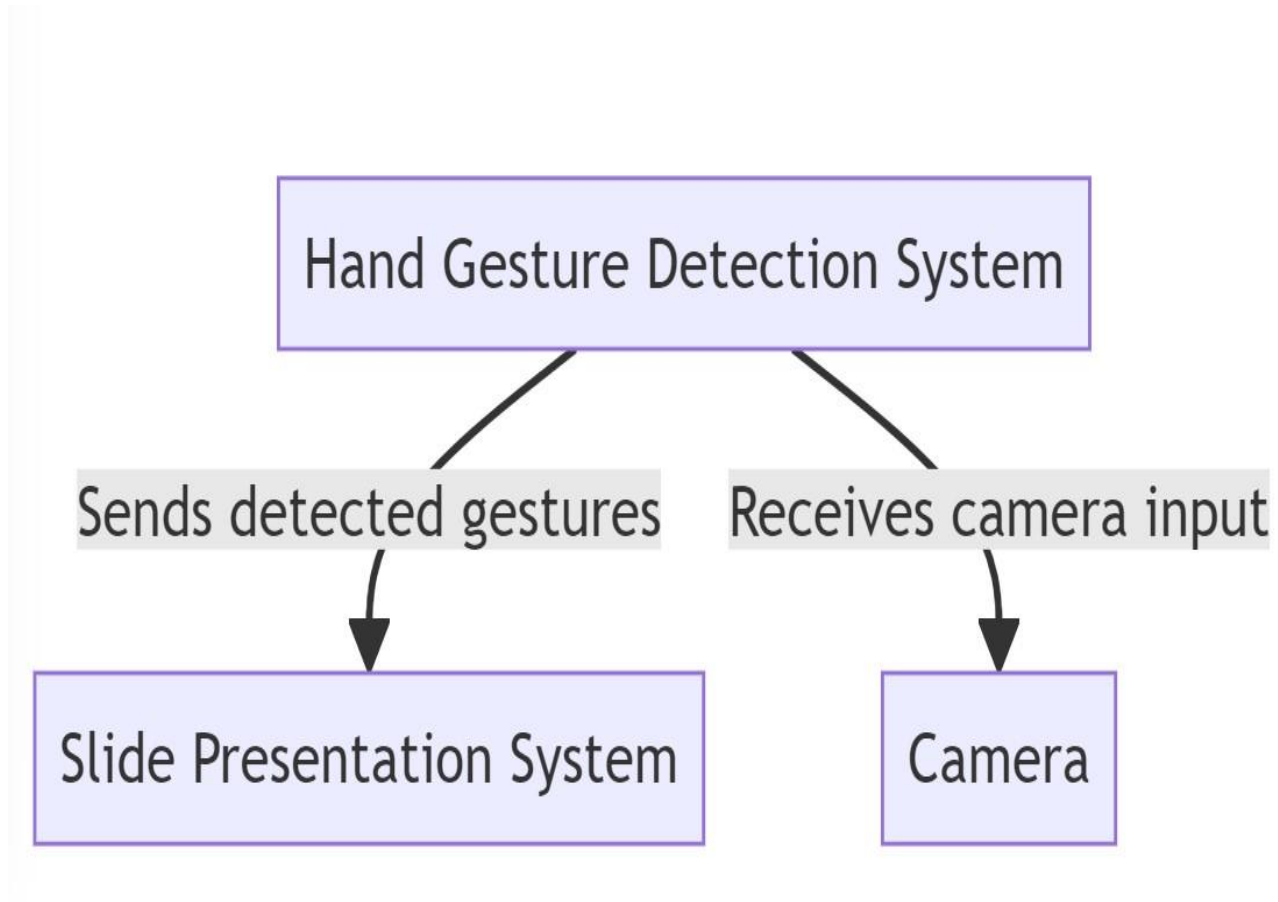 Hand Gesture Detection System
Sends detected gestures
Receives camera input
Slide Presentation System
Camera